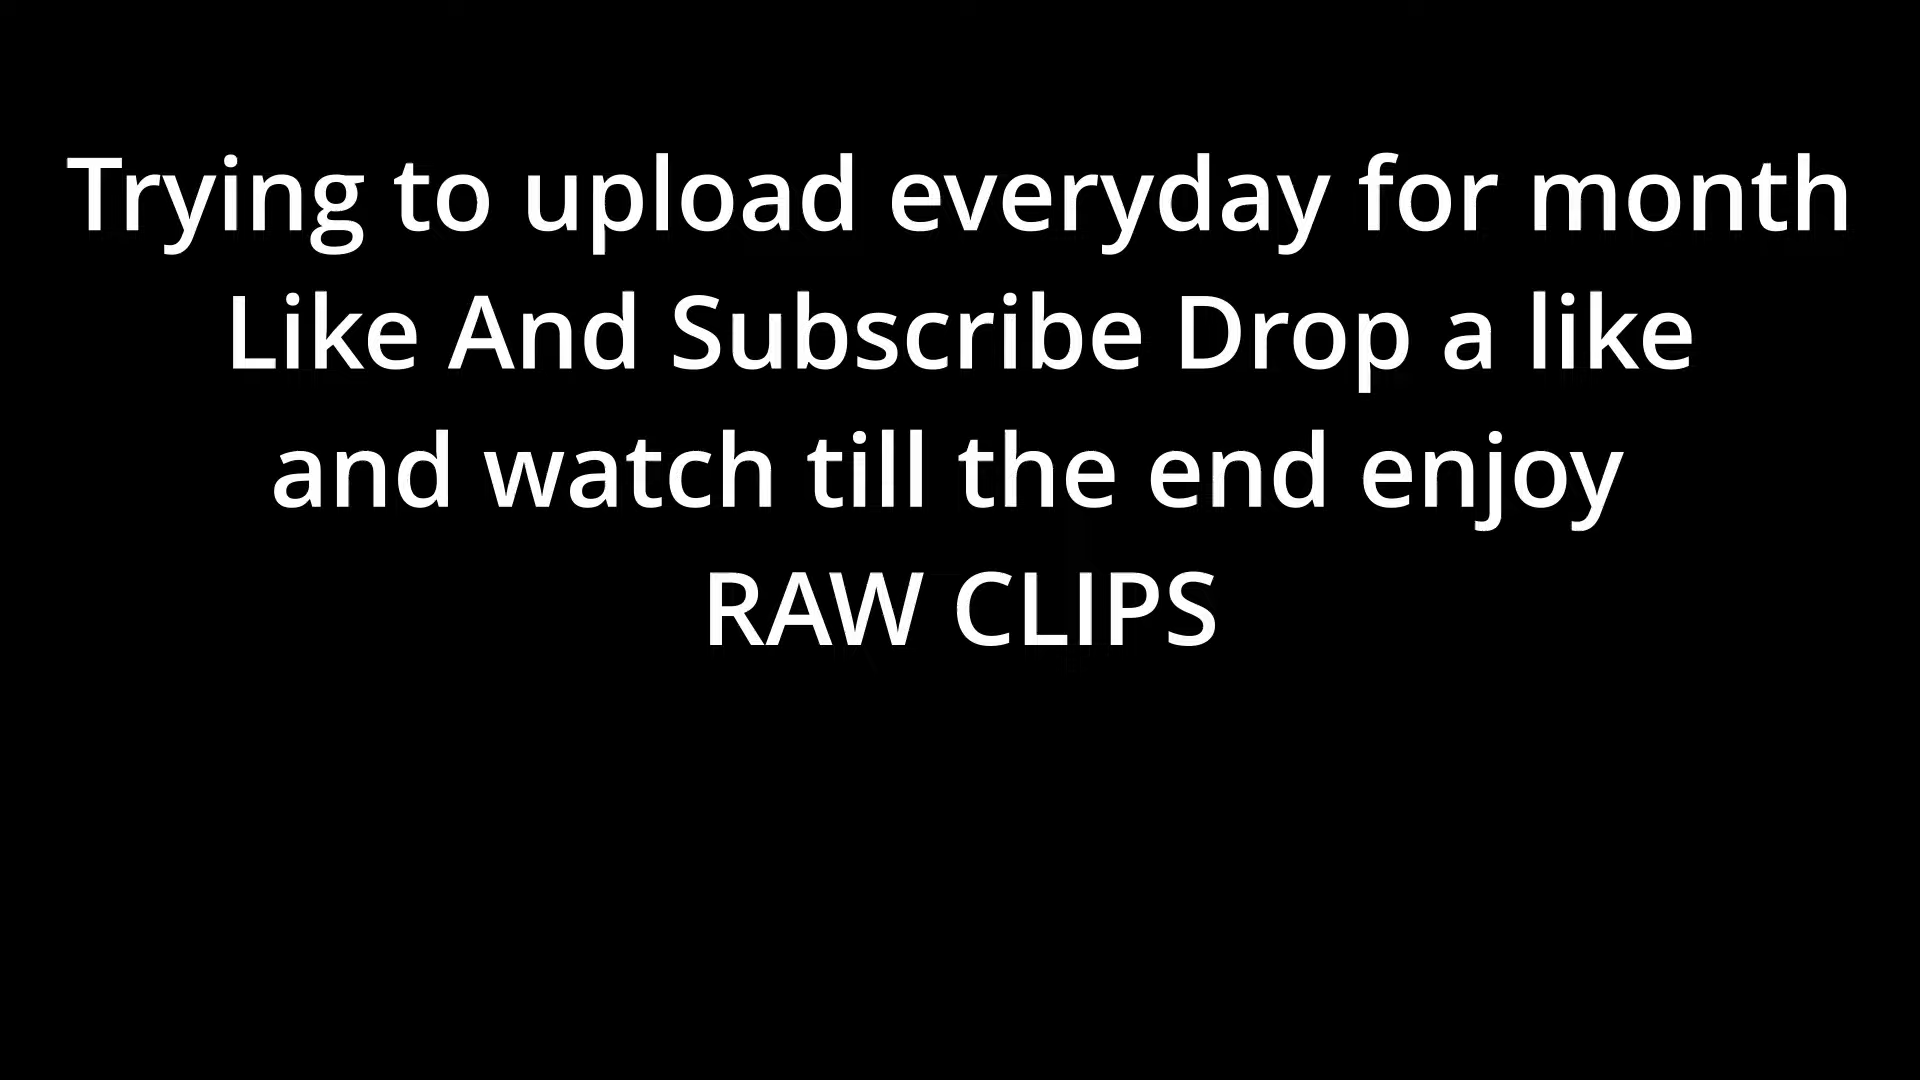 Trying to upload everyday for month
Like And Subscribe Drop a like
and watch till the end enjoy
RAW CLIPS